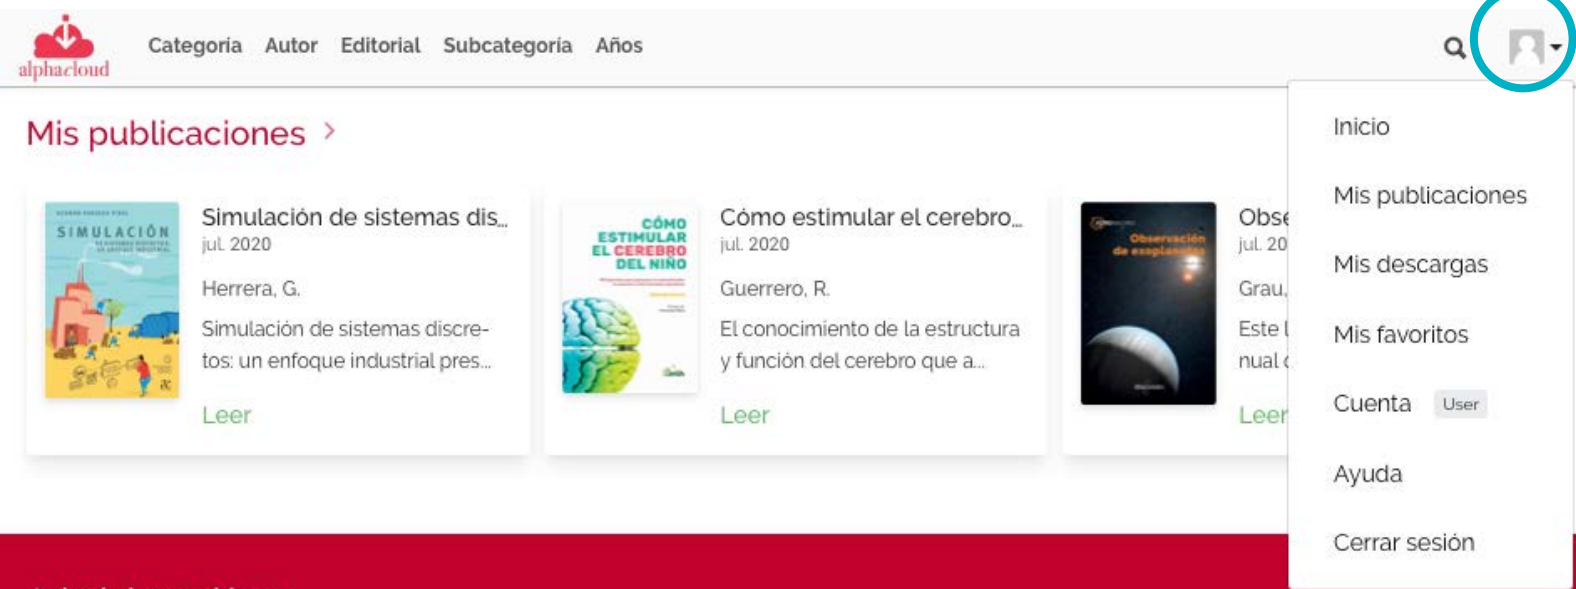 alphacloud
Categoría Autor Editorial Subcategoría Años
Mis publicaciones >
SIMULACIÓN
Simulación de sistemas dis...
jul. 2020
Herrera, G.
Simulación de sistemas discre-
tos: un enfoque industrial pres...
Leer
CÓMO
ESTIMULAR
EL CEREBRO
DEL NIÑO
Cómo estimular el cerebro...
jul. 2020
Guerrero, R.
El conocimiento de la estructura
y función del cerebro que a...
Leer
Observación
de exoplanetas
Obse
jul. 20
Grau,
Este l
nual
Leer
Inicio
Mis publicaciones
Mis descargas
Mis favoritos
Cuenta User
Ayuda
Cerrar sesión